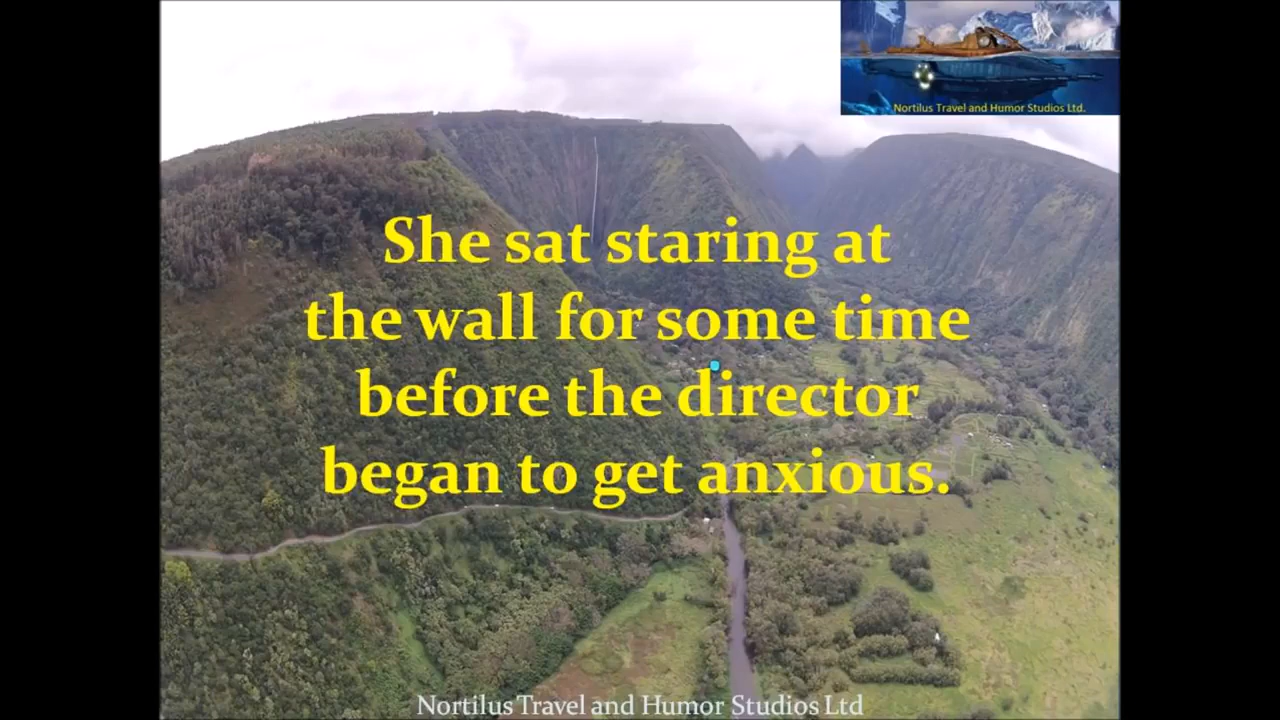 Nortilus Travel and Humor Studios Ltd.
She sat staring at
the wall for some time
before the director
began to get anxious.
Nortilus Travel and Humor Studios Ltd